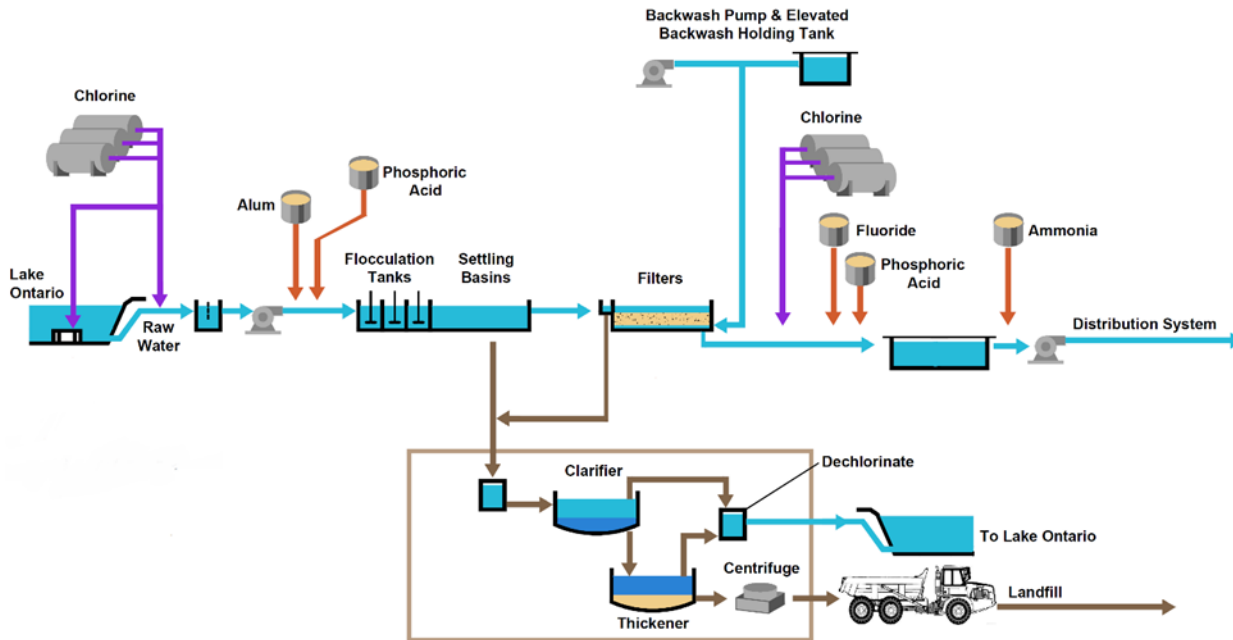 Backwash Pump & Elevated
Backwash Holding Tank
Chlorine
Chlorine
Phosphoric
Acid
Alum
Fluoride
Ammonia
Flocculation
Tanks
Settling
Basins
Filters
Phosphoric
Acid
Lake
Ontario
Raw
Water
Distribution System
Clarifier
Dechlorinate
To Lake Ontario
Centrifuge
Landfill
Thickener